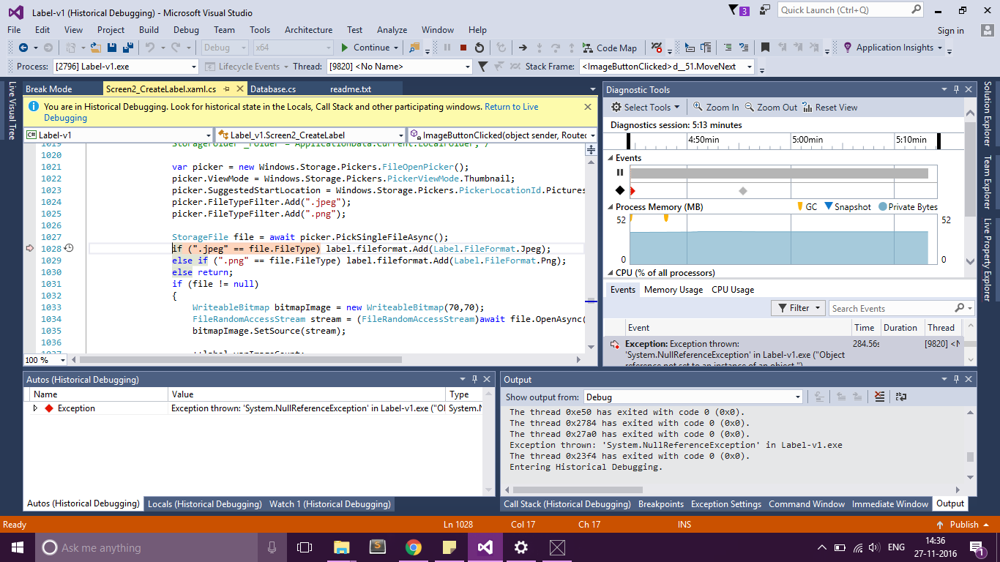 Label-v1 (Historical Debugging) - Microsoft Visual Studio
3
Quick Launch (Ctrl+Q)
File Edit View Project Build Debug Team Tools Architecture Test Analyze Window Help
Sign in
Debug x64 Continue Code Map Application Insights
Process: [2796] Label-v1.exe Lifecycle Events Thread: [9820] <No Name> Stack Frame: <ImageButtonClicked>d__51.MoveNext
Live Visual Tree
Break Mode Screen2_CreateLabel.xaml.cs Database.cs readme.txt
You are in Historical Debugging. Look for historical state in the Locals, Call Stack and other participating windows. Return to Live
Debugging
Label-v1 Label_v1.Screen2_CreateLabel ImageButtonClicked(object sender, Routed
1019 StorageFolder _Folder = ApplicationData.Current.LocalFolder; /
1020
1021 var picker = new Windows.Storage.Pickers.FileOpenPicker();
1022 picker.ViewMode = Windows.Storage.Pickers.PickerViewMode.Thumbnail;
1023 picker.SuggestedStartLocation = Windows.Storage.Pickers.PickerLocationId.Pictures
1024 picker.FileTypeFilter.Add(".jpeg");
1025 picker.FileTypeFilter.Add(".png");
1026
1027 StorageFile file = await picker.PickSingleFileAsync();
1028 if (".jpeg" == file.FileType) label.fileformat.Add(Label.FileFormat.Jpeg);
1029 else if (".png" == file.FileType) label.fileformat.Add(Label.FileFormat.Png);
1030 else return;
1031 if (file != null)
1032 {
1033 WriteableBitmap bitmapImage = new WriteableBitmap(70,70);
1034 FileRandomAccessStream stream = (FileRandomAccessStream)await file.OpenAsync(
1035 bitmapImage.SetSource(stream);
1036
100 %
Diagnostic Tools
Select Tools Zoom In Zoom Out Reset View
Diagnostics session: 5:13 minutes
4:50min 5:00min 5:10min
Events
Process Memory (MB) GC Snapshot Private Bytes
52 52
0 0
CPU (% of all processors)
Events Memory Usage CPU Usage
Filter Search Events
Event Time Duration Thread
Exception: Exception thrown: 284.56s [9820] <N
'System.NullReferenceException' in Label-v1.exe ("Object
reference not set to an instance of an object.")
Solution Explorer
Team Explorer
Live Property Explorer
Autos (Historical Debugging)
Name Value Type
Exception Exception thrown: 'System.NullReferenceException' in Label-v1.exe ("Ol System.N
Autos (Historical Debugging) Locals (Historical Debugging) Watch 1 (Historical Debugging)
Output
Show output from: Debug
The thread 0xe50 has exited with code 0 (0x0).
The thread 0x2784 has exited with code 0 (0x0).
The thread 0x27a0 has exited with code 0 (0x0).
Exception thrown: 'System.NullReferenceException' in Label-v1.exe
The thread 0x23f4 has exited with code 0 (0x0).
Entering Historical Debugging.
Call Stack (Historical Debugging) Breakpoints Exception Settings Command Window Immediate Window Output
Ready Ln 1028 Col 17 Ch 17 INS Publish
Ask me anything
ENG
14:36
27-11-2016
1